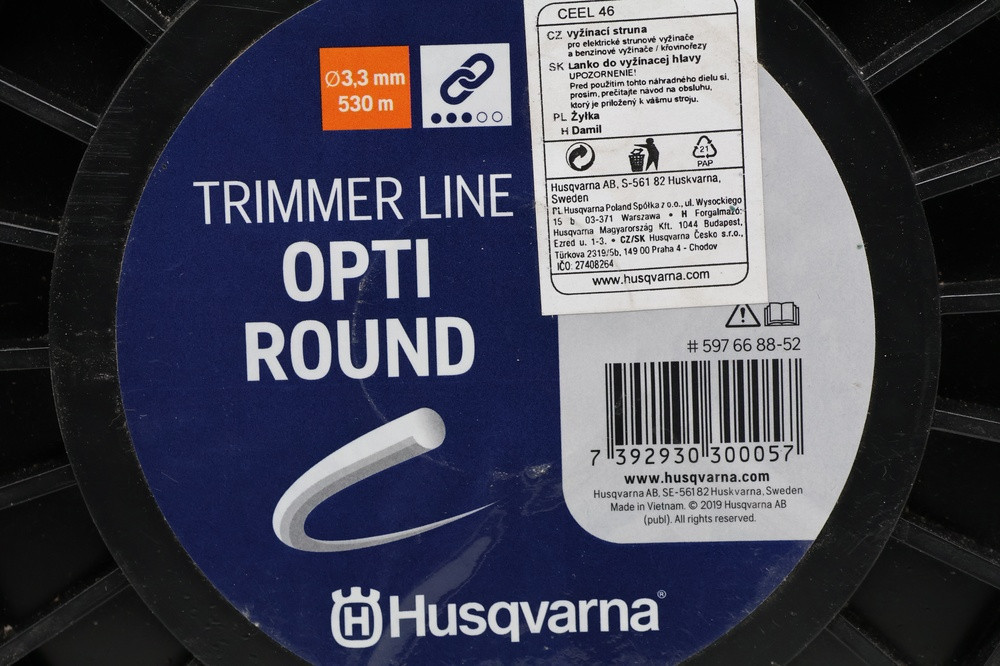 Ø3,3 mm
530 m
TRIMMER LINE
OPTI
ROUND
Husqvarna®
CEEL 46
CZ Vyžínací struna
pro elektrické strunové vyžínače
a benzinové vyžínače / křovinořezy
SK Lanko do vyžínacej hlavy
UPOZORNENIE!
Pred použitím tohto náhradného dielu si,
prosím, prečítajte návod na obsluhu,
ktorý je priložený k vášmu stroju.
PL Żyłka
H Damil
21
PAP
Husqvarna AB, S-561 82 Huskvarna,
Sweden
PL Husqvarna Poland Spółka z o.o., ul. Wysockiego
15 b 03-371 Warszawa • H Forgalmazó:
Husqvarna Magyarország Kft. 1044 Budapest,
Ezred u. 1-3. • CZ/SK Husqvarna Česko s.r.o.,
Türkova 2319/5b, 149 00 Praha 4 - Chodov
IČO: 27408264
www.husqvarna.com
# 597 66 88-52
7 392930 300057
www.husqvarna.com
Husqvarna AB, SE-561 82 Huskvarna, Sweden
Made in Vietnam. © 2019 Husqvarna AB
(publ). All rights reserved.